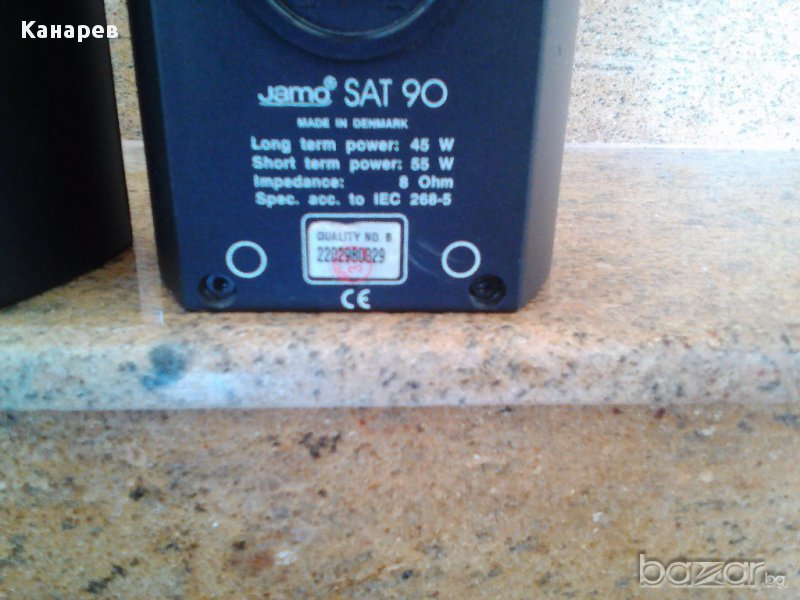 Канарев
Jamo® SAT 90
MADE IN DENMARK
Long term power: 45 W
Short term power: 55 W
Impedance: 8 Ohm
Spec. acc. to IEC 268-5
QUALITY NO. B
CE
bazar.bg